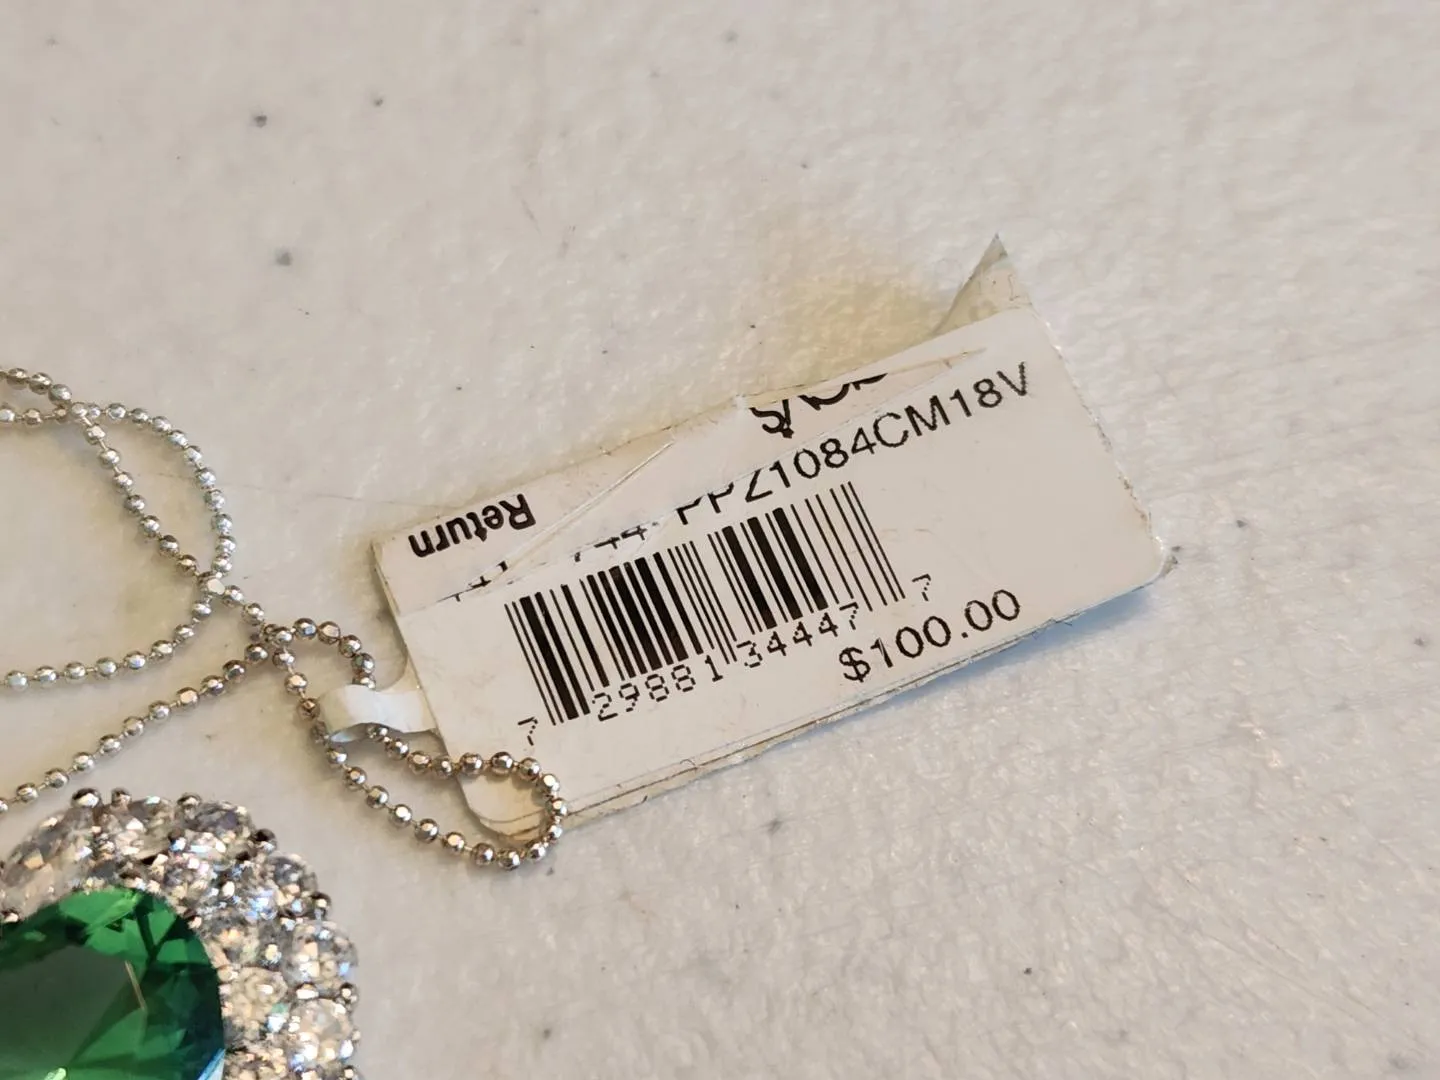 Return
PPZ1084CM18V
7 29881 34447 7
$100.00